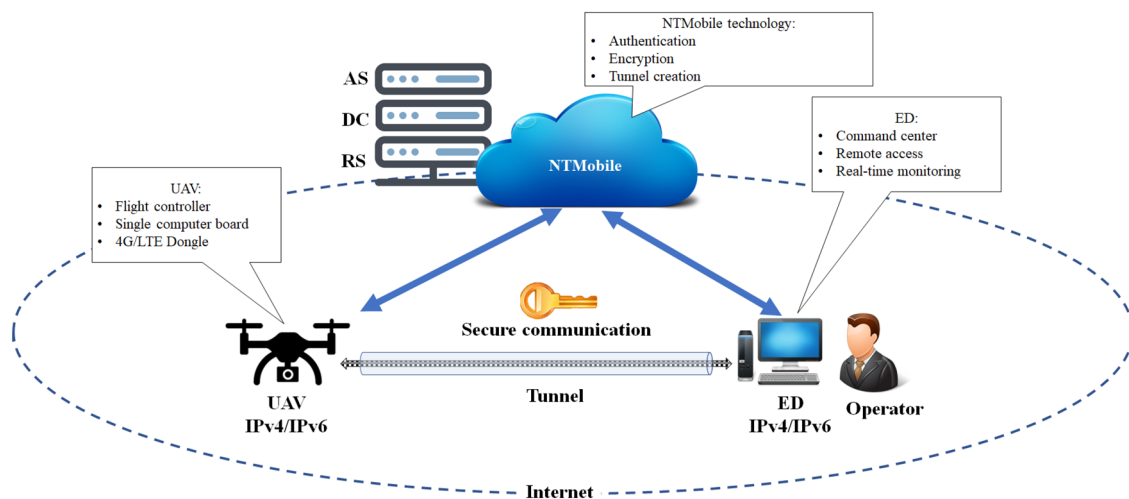 NTMobile technology:
• Authentication
• Encryption
• Tunnel creation
AS
DC
RS
NTMobile
ED:
• Command center
• Remote access
• Real-time monitoring
UAV:
• Flight controller
• Single computer board
• 4G/LTE Dongle
Secure communication
Tunnel
UAV
IPv4/IPv6
ED
IPv4/IPv6
Operator
Internet